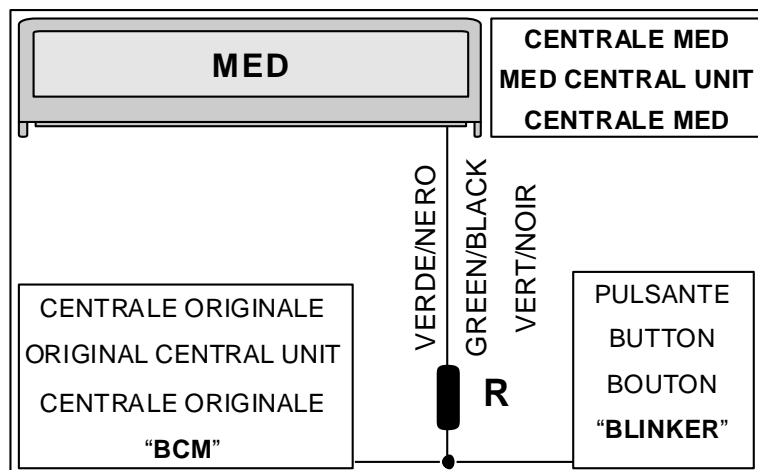 MED
CENTRALE MED
MED CENTRAL UNIT
CENTRALE MED
VERDE/NERO
GREEN/BLACK
VERT/NOIR
R
CENTRALE ORIGINALE
ORIGINAL CENTRAL UNIT
CENTRALE ORIGINALE
“BCM”
PULSANTE
BUTTON
BOUTON
“BLINKER”